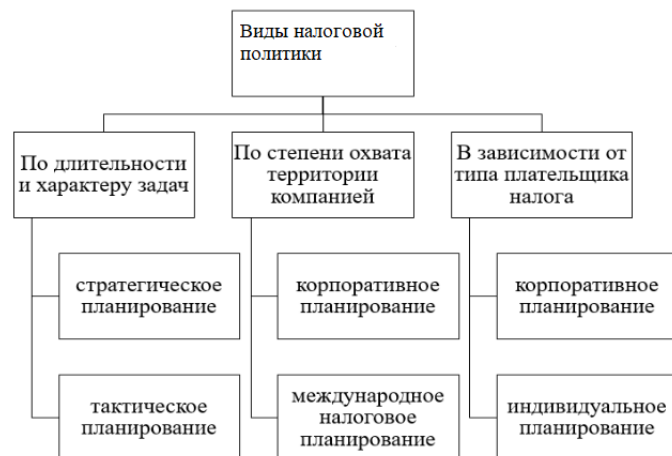 Виды налоговой
политики
По длительности
и характеру задач
По степени охвата
территории
компанией
В зависимости от
типа плательщика
налога
стратегическое
планирование
корпоративное
планирование
корпоративное
планирование
тактическое
планирование
международное
налоговое
планирование
индивидуальное
планирование